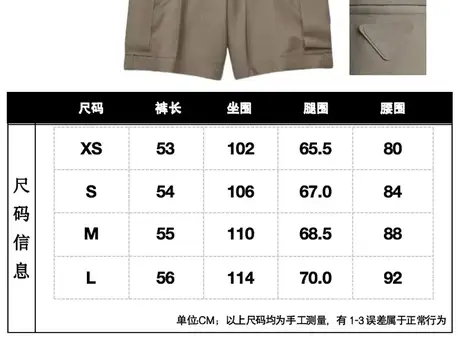 尺码 裤长 坐围 腿围 腰围
尺码信息
XS 53 102 65.5 80
S 54 106 67.0 84
M 55 110 68.5 88
L 56 114 70.0 92
单位:CM；以上尺码均为手工测量，有 1-3 误差属于正常行为